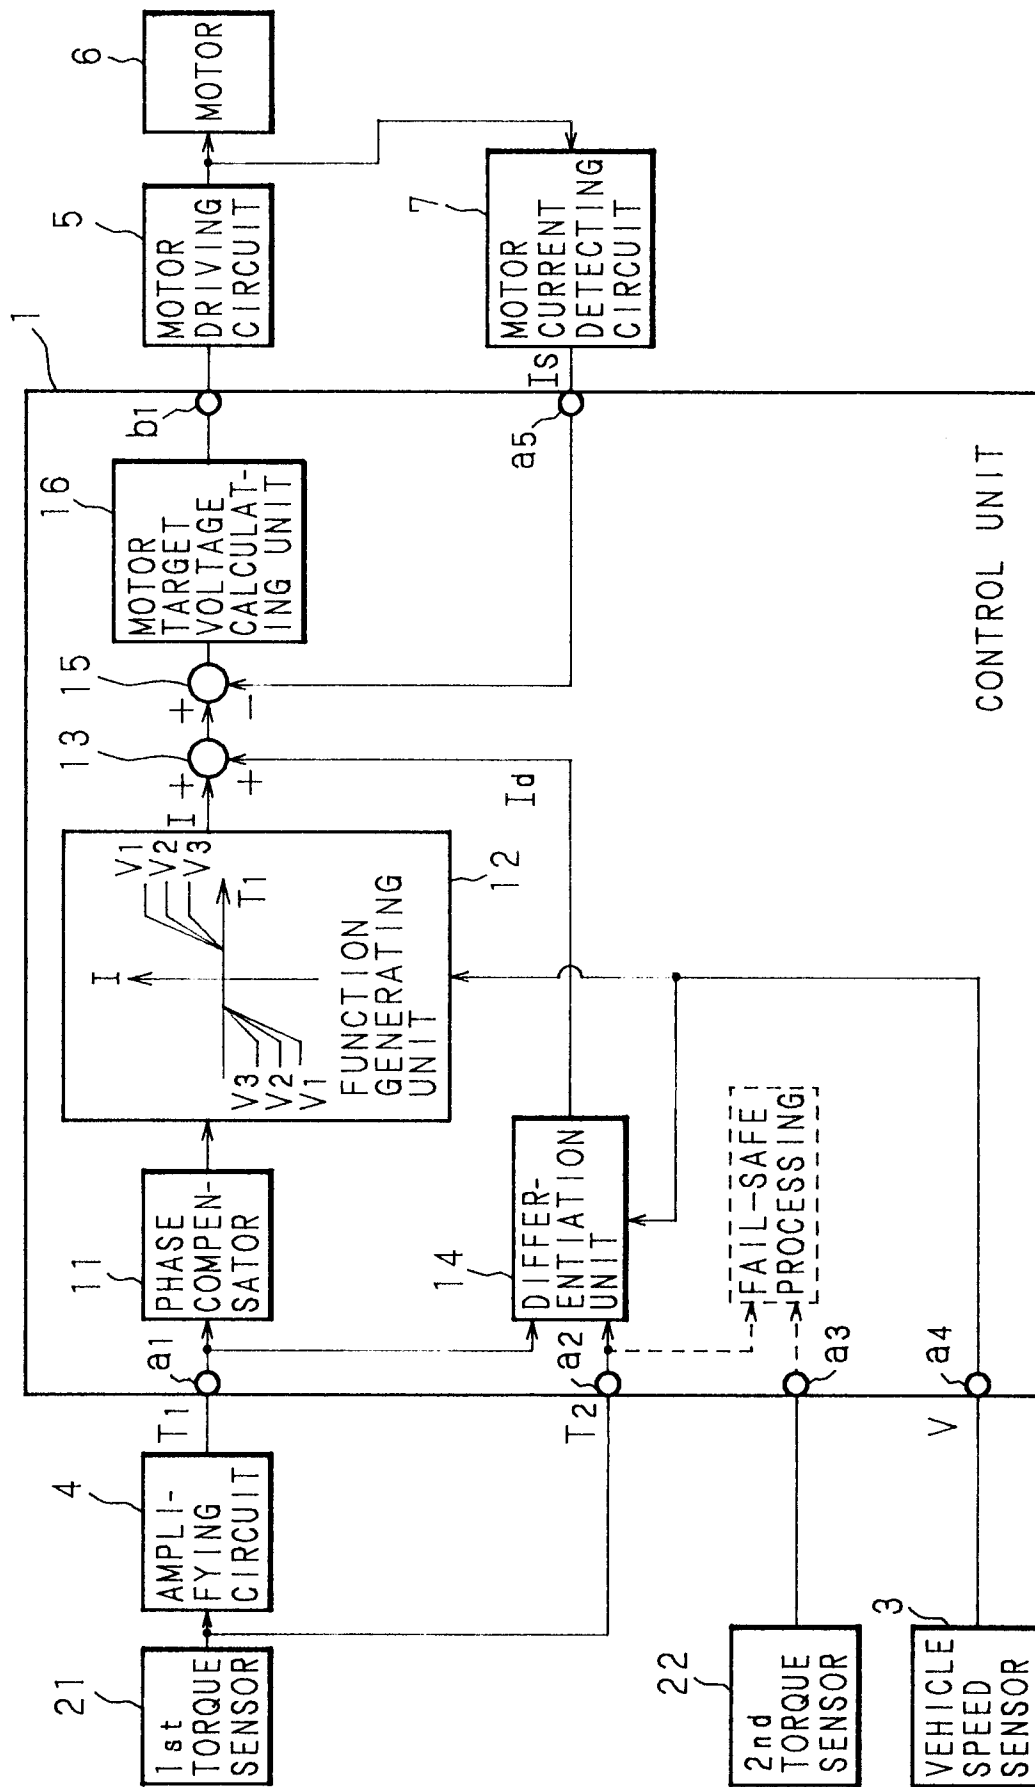 1
21
1st
TORQUE
SENSOR
4
AMPLI-
FYING
CIRCUIT
T1
a1
11
PHASE
COMPEN-
SATOR
I
T1
V1
V2
V3
V3
V2
V1
FUNCTION
GENERATING
UNIT
12
I
+
+
13
+
-
15
16
MOTOR
TARGET
VOLTAGE
CALCULAT-
ING UNIT
b1
5
MOTOR
DRIVING
CIRCUIT
6
MOTOR
7
MOTOR
CURRENT
DETECTING
CIRCUIT
Is
a5
T2
a2
14
DIFFER-
ENTIATION
UNIT
Id
FAIL-SAFE
PROCESSING
22
2nd
TORQUE
SENSOR
a3
3
VEHICLE
SPEED
SENSOR
V
a4
CONTROL UNIT